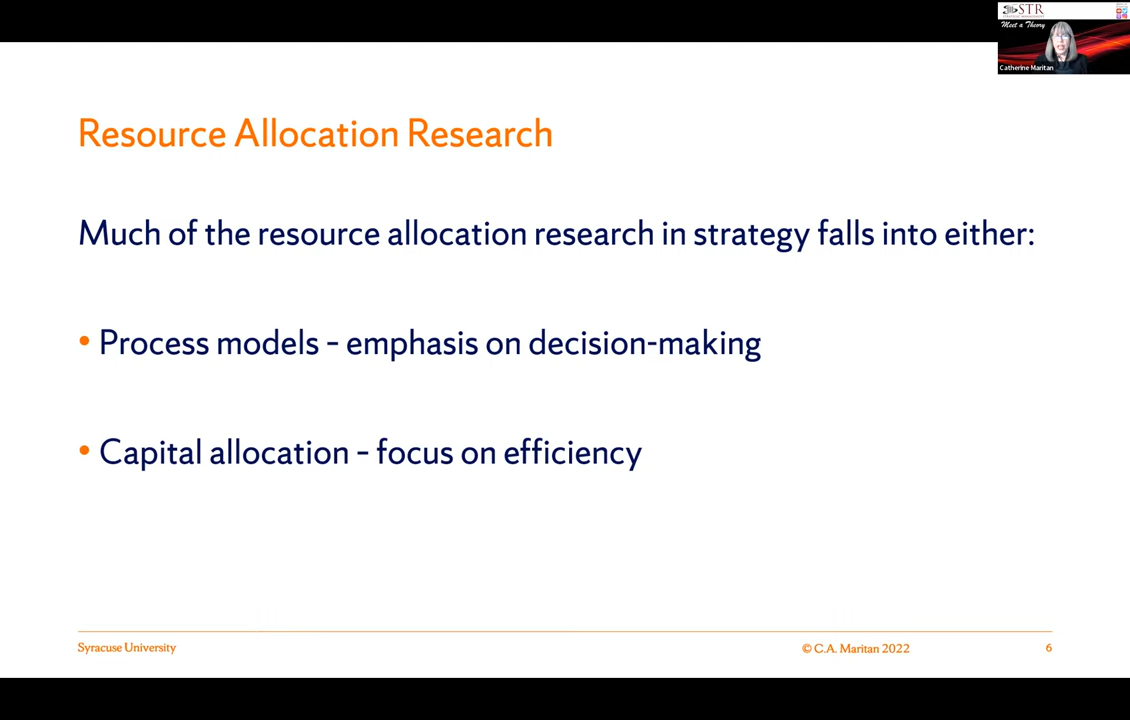 STR
Meet a Theory
Catherine Maritan
Resource Allocation Research
Much of the resource allocation research in strategy falls into either:
• Process models – emphasis on decision-making
• Capital allocation – focus on efficiency
Syracuse University
© C.A. Maritan 2022
6